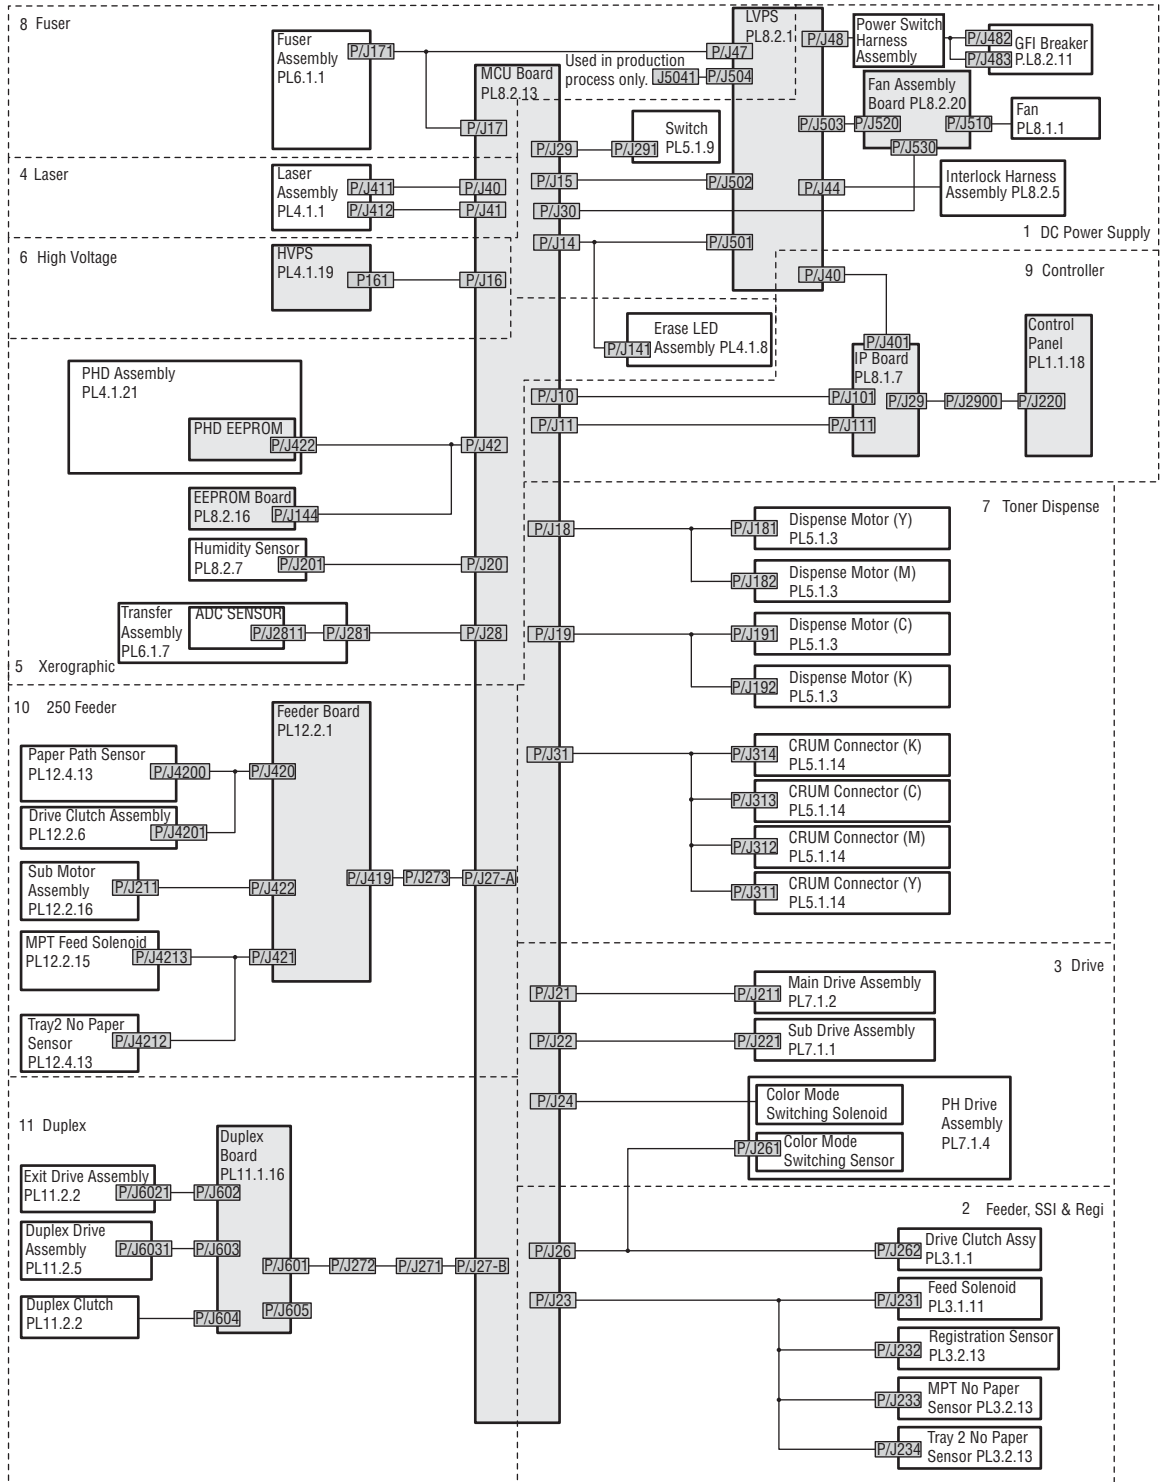 8 Fuser
Fuser
Assembly
PL6.1.1
P/J171
P/J17
MCU Board
PL8.2.13
Used in production
process only.
J5041
P/J504
P/J47
LVPS
PL8.2.1
P/J48
Power Switch
Harness
Assembly
P/J482
P/J483
GFI Breaker
P.L8.2.11
Fan Assembly
Board PL8.2.20
P/J503
P/J520
P/J510
P/J530
Fan
PL8.1.1
P/J29
P/J291
Switch
PL5.1.9
P/J15
P/J502
P/J30
P/J14
P/J501
P/J44
Interlock Harness
Assembly PL8.2.5
1 DC Power Supply
4 Laser
Laser
Assembly
PL4.1.1
P/J411
P/J412
P/J40
P/J41
6 High Voltage
HVPS
PL4.1.19
P161
P/J16
P/J40
9 Controller
P/J141
Erase LED
Assembly PL4.1.8
P/J401
IP Board
PL8.1.7
Control
Panel
PL1.1.18
P/J10
P/J101
P/J11
P/J111
P/J29
P/J2900
P/J220
PHD Assembly
PL4.1.21
PHD EEPROM
P/J422
P/J42
EEPROM Board
PL8.2.16
P/J144
Humidity Sensor
PL8.2.7
P/J201
P/J20
Transfer
Assembly
PL6.1.7
ADC SENSOR
P/J2811
P/J281
P/J28
5 Xerographic
7 Toner Dispense
P/J18
P/J181
Dispense Motor (Y)
PL5.1.3
P/J182
Dispense Motor (M)
PL5.1.3
P/J19
P/J191
Dispense Motor (C)
PL5.1.3
P/J192
Dispense Motor (K)
PL5.1.3
P/J31
P/J314
CRUM Connector (K)
PL5.1.14
P/J313
CRUM Connector (C)
PL5.1.14
P/J312
CRUM Connector (M)
PL5.1.14
P/J311
CRUM Connector (Y)
PL5.1.14
10 250 Feeder
Feeder Board
PL12.2.1
Paper Path Sensor
PL12.4.13
P/J4200
P/J420
Drive Clutch Assembly
PL12.2.6
P/J4201
Sub Motor
Assembly
PL12.2.16
P/J211
P/J422
P/J419
P/J273
P/J27-A
MPT Feed Solenoid
PL12.2.15
P/J4213
P/J421
Tray2 No Paper
Sensor
PL12.4.13
P/J4212
3 Drive
P/J21
P/J211
Main Drive Assembly
PL7.1.2
P/J22
P/J221
Sub Drive Assembly
PL7.1.1
P/J24
Color Mode
Switching Solenoid
P/J261
Color Mode
Switching Sensor
PH Drive
Assembly
PL7.1.4
11 Duplex
Duplex
Board
PL11.1.16
Exit Drive Assembly
PL11.2.2
P/J6021
P/J602
Duplex Drive
Assembly
PL11.2.5
P/J6031
P/J603
P/J601
P/J272
P/J271
P/J27-B
Duplex Clutch
PL11.2.2
P/J604
P/J605
2 Feeder, SSI & Regi
P/J26
P/J262
Drive Clutch Assy
PL3.1.1
P/J23
P/J231
Feed Solenoid
PL3.1.11
P/J232
Registration Sensor
PL3.2.13
P/J233
MPT No Paper
Sensor PL3.2.13
P/J234
Tray 2 No Paper
Sensor PL3.2.13